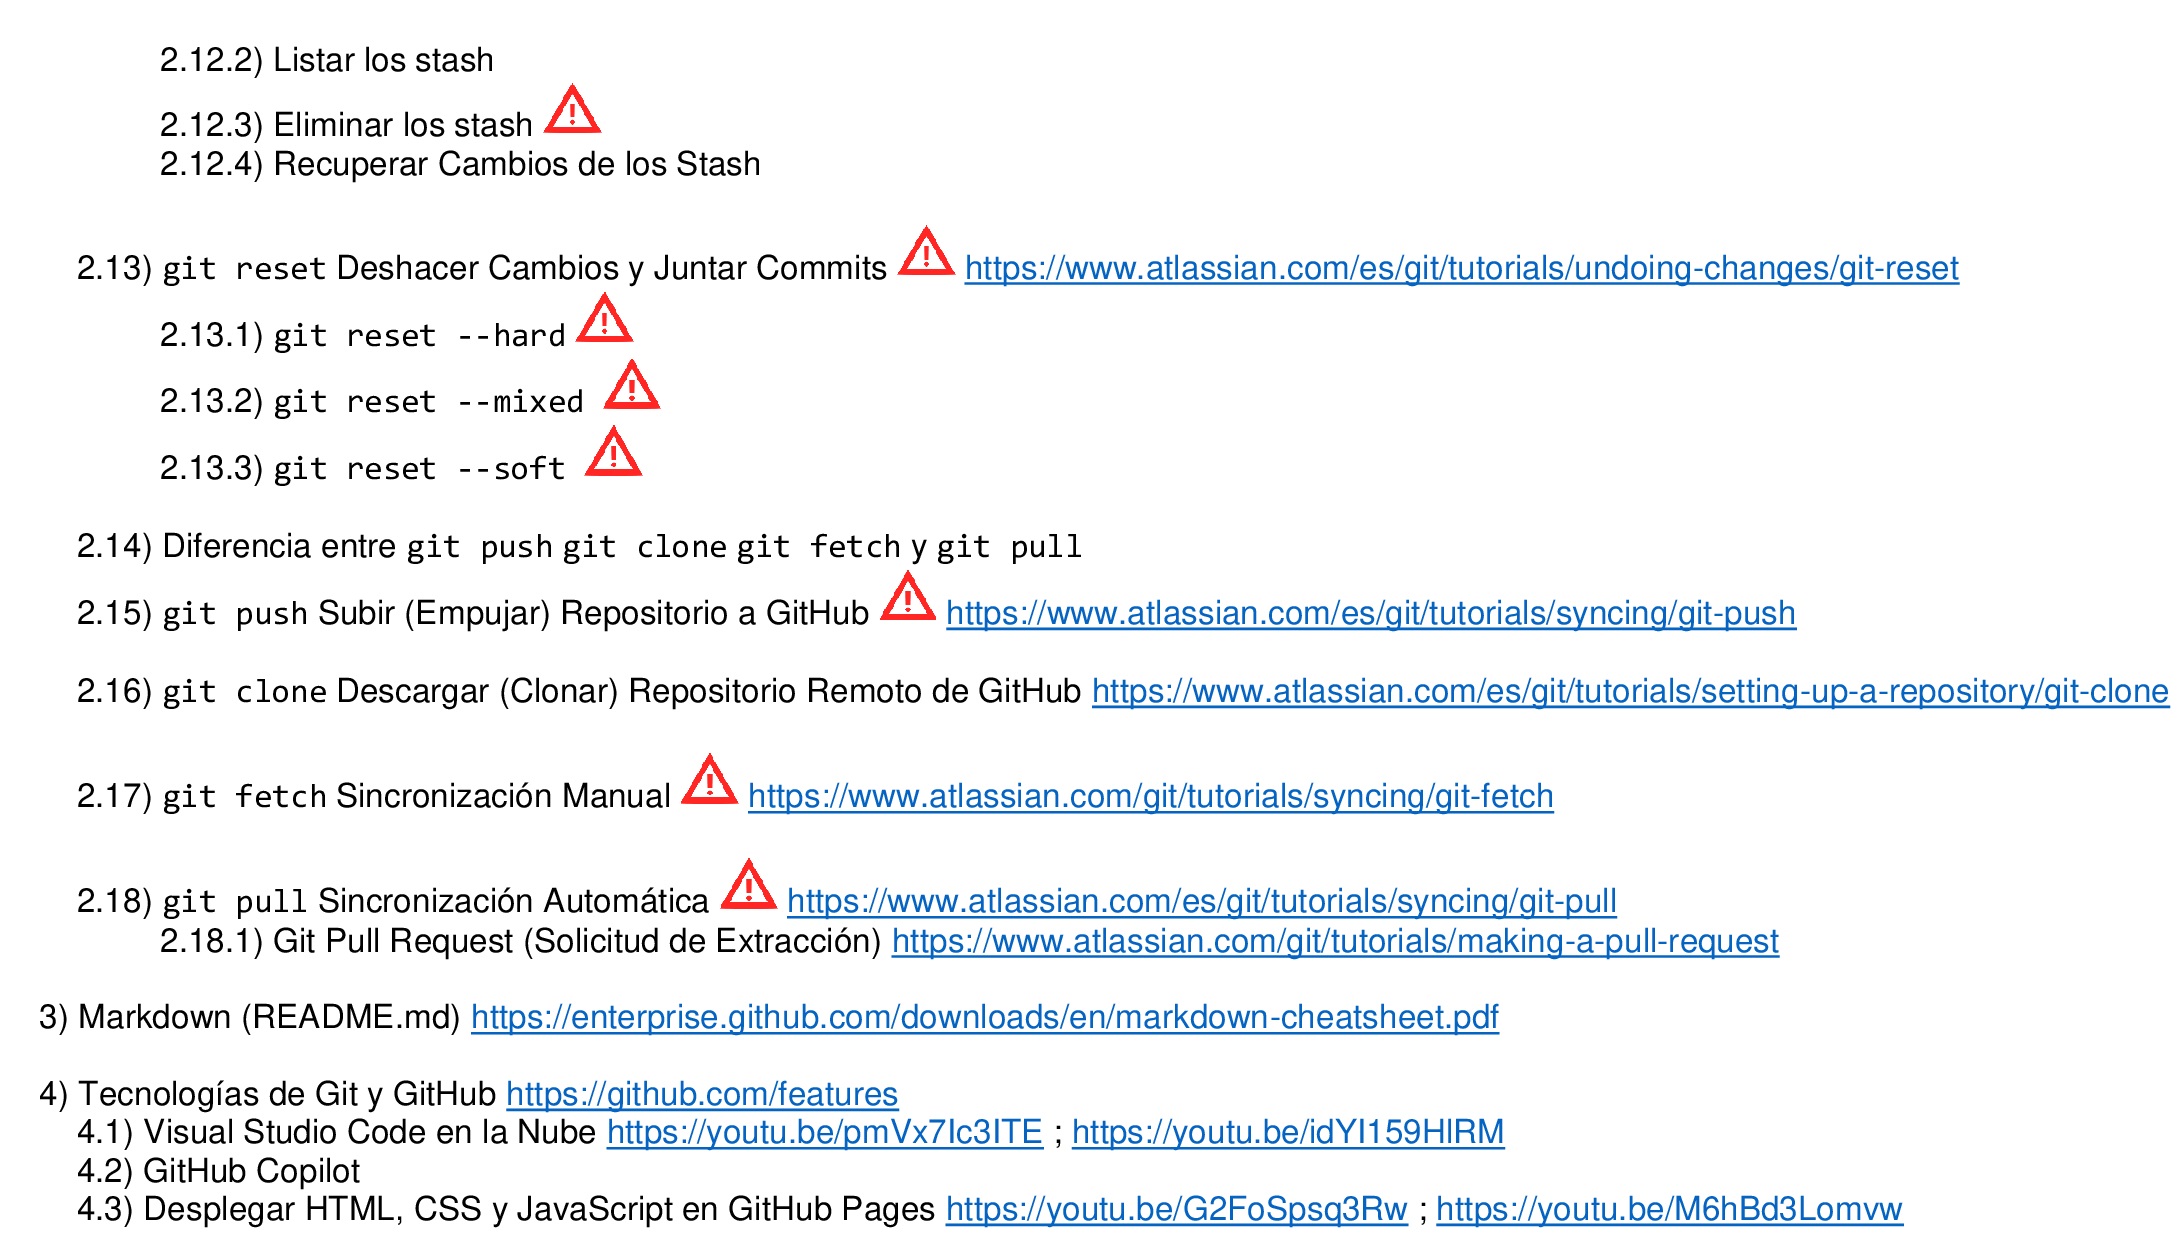 2.12.2) Listar los stash
2.12.3) Eliminar los stash
2.12.4) Recuperar Cambios de los Stash
2.13) git reset Deshacer Cambios y Juntar Commits https://www.atlassian.com/es/git/tutorials/undoing-changes/git-reset
2.13.1) git reset --hard
2.13.2) git reset --mixed
2.13.3) git reset --soft
2.14) Diferencia entre git push git clone git fetch y git pull
2.15) git push Subir (Empujar) Repositorio a GitHub https://www.atlassian.com/es/git/tutorials/syncing/git-push
2.16) git clone Descargar (Clonar) Repositorio Remoto de GitHub https://www.atlassian.com/es/git/tutorials/setting-up-a-repository/git-clone
2.17) git fetch Sincronización Manual https://www.atlassian.com/git/tutorials/syncing/git-fetch
2.18) git pull Sincronización Automática https://www.atlassian.com/es/git/tutorials/syncing/git-pull
2.18.1) Git Pull Request (Solicitud de Extracción) https://www.atlassian.com/git/tutorials/making-a-pull-request
3) Markdown (README.md) https://enterprise.github.com/downloads/en/markdown-cheatsheet.pdf
4) Tecnologías de Git y GitHub https://github.com/features
4.1) Visual Studio Code en la Nube https://youtu.be/pmVx7Ic3ITE ; https://youtu.be/idYI159HlRM
4.2) GitHub Copilot
4.3) Desplegar HTML, CSS y JavaScript en GitHub Pages https://youtu.be/G2FoSpsq3Rw ; https://youtu.be/M6hBd3Lomvw